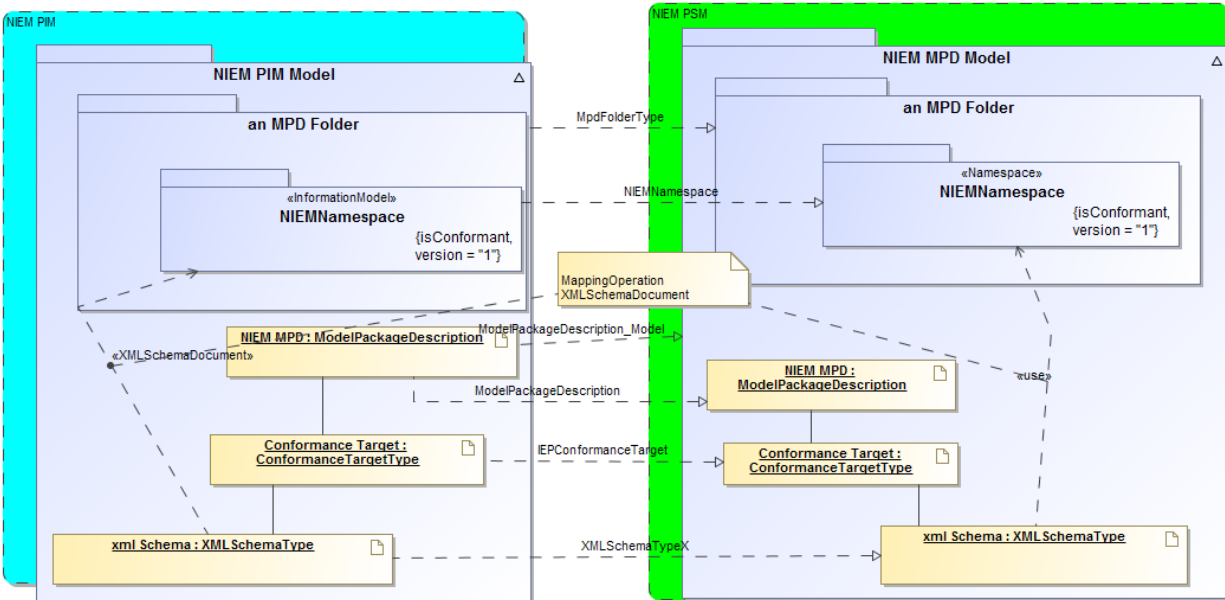 NIEM PIM
NIEM PIM Model
an MPD Folder
«InformationModel»
NIEMNamespace
{isConformant,
version = "1"}
NIEM MPD : ModelPackageDescription
«XMLSchemaDocument»
Conformance Target :
ConformanceTargetType
xml Schema : XMLSchemaType
MpdFolderType
NIEMNamespace
MappingOperation
XMLSchemaDocument
ModelPackageDescription_Model
ModelPackageDescription
IEPConformanceTarget
XMLSchemaTypeX
NIEM PSM
NIEM MPD Model
an MPD Folder
«Namespace»
NIEMNamespace
{isConformant,
version = "1"}
NIEM MPD :
ModelPackageDescription
«use»
Conformance Target :
ConformanceTargetType
xml Schema : XMLSchemaType